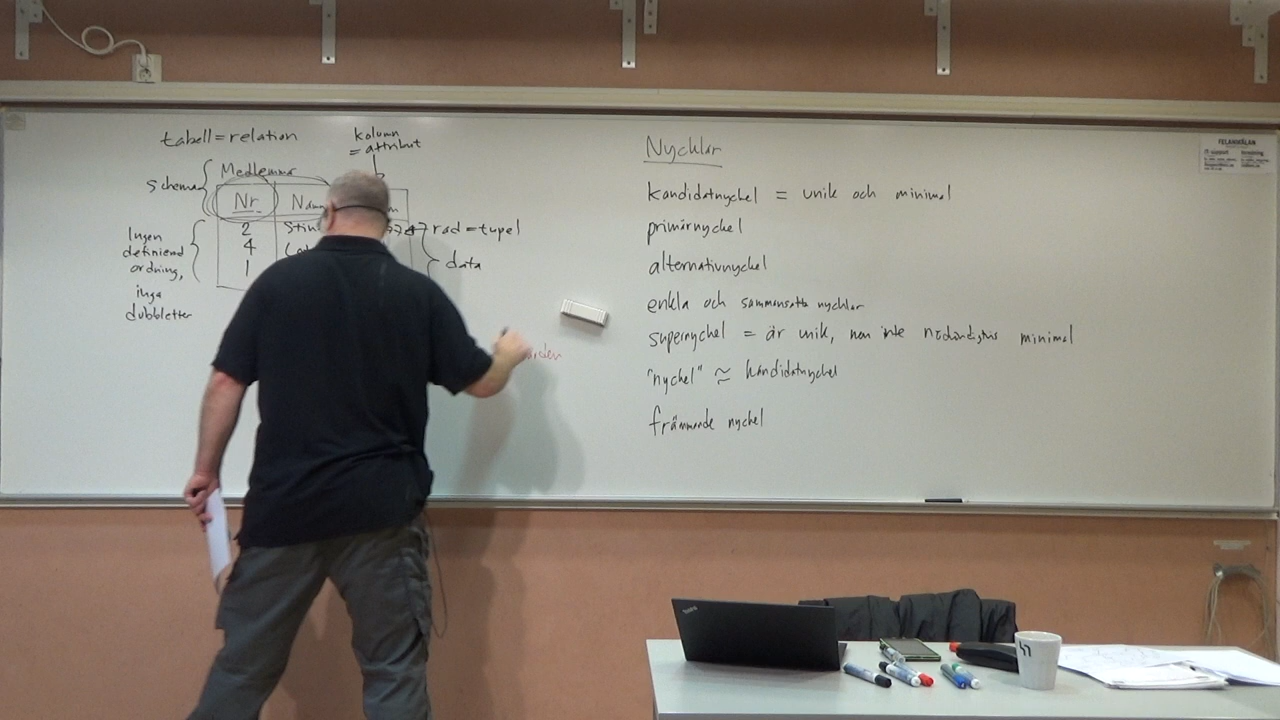 tabell = relation
kolumn
= attribut
Medlemmar
schema
Nr
2
4
1
rad = tupel
data
Ingen
definierad
ordning,
inga
dubbletter
Nycklar
kandidatnyckel = unik och minimal
primärnyckel
alternativnyckel
enkla och sammansatta nycklar
supernyckel = är unik, men inte nödvändigtvis minimal
"nyckel" ≈ kandidatnyckel
främmande nyckel
FELANMÄLAN
ThinkPad